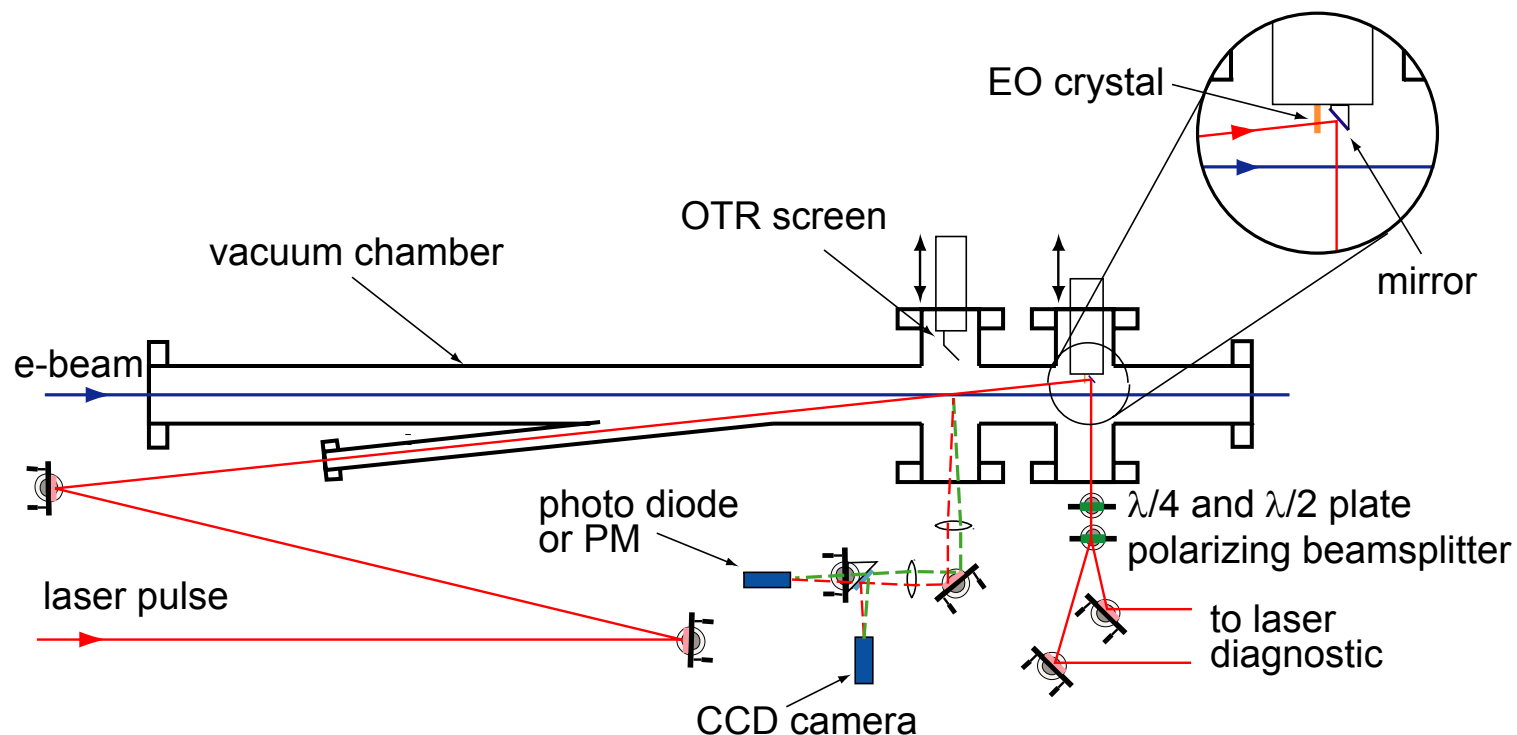 EO crystal
OTR screen
vacuum chamber
mirror
e-beam
photo diode
or PM
λ/4 and λ/2 plate
polarizing beamsplitter
laser pulse
to laser
diagnostic
CCD camera